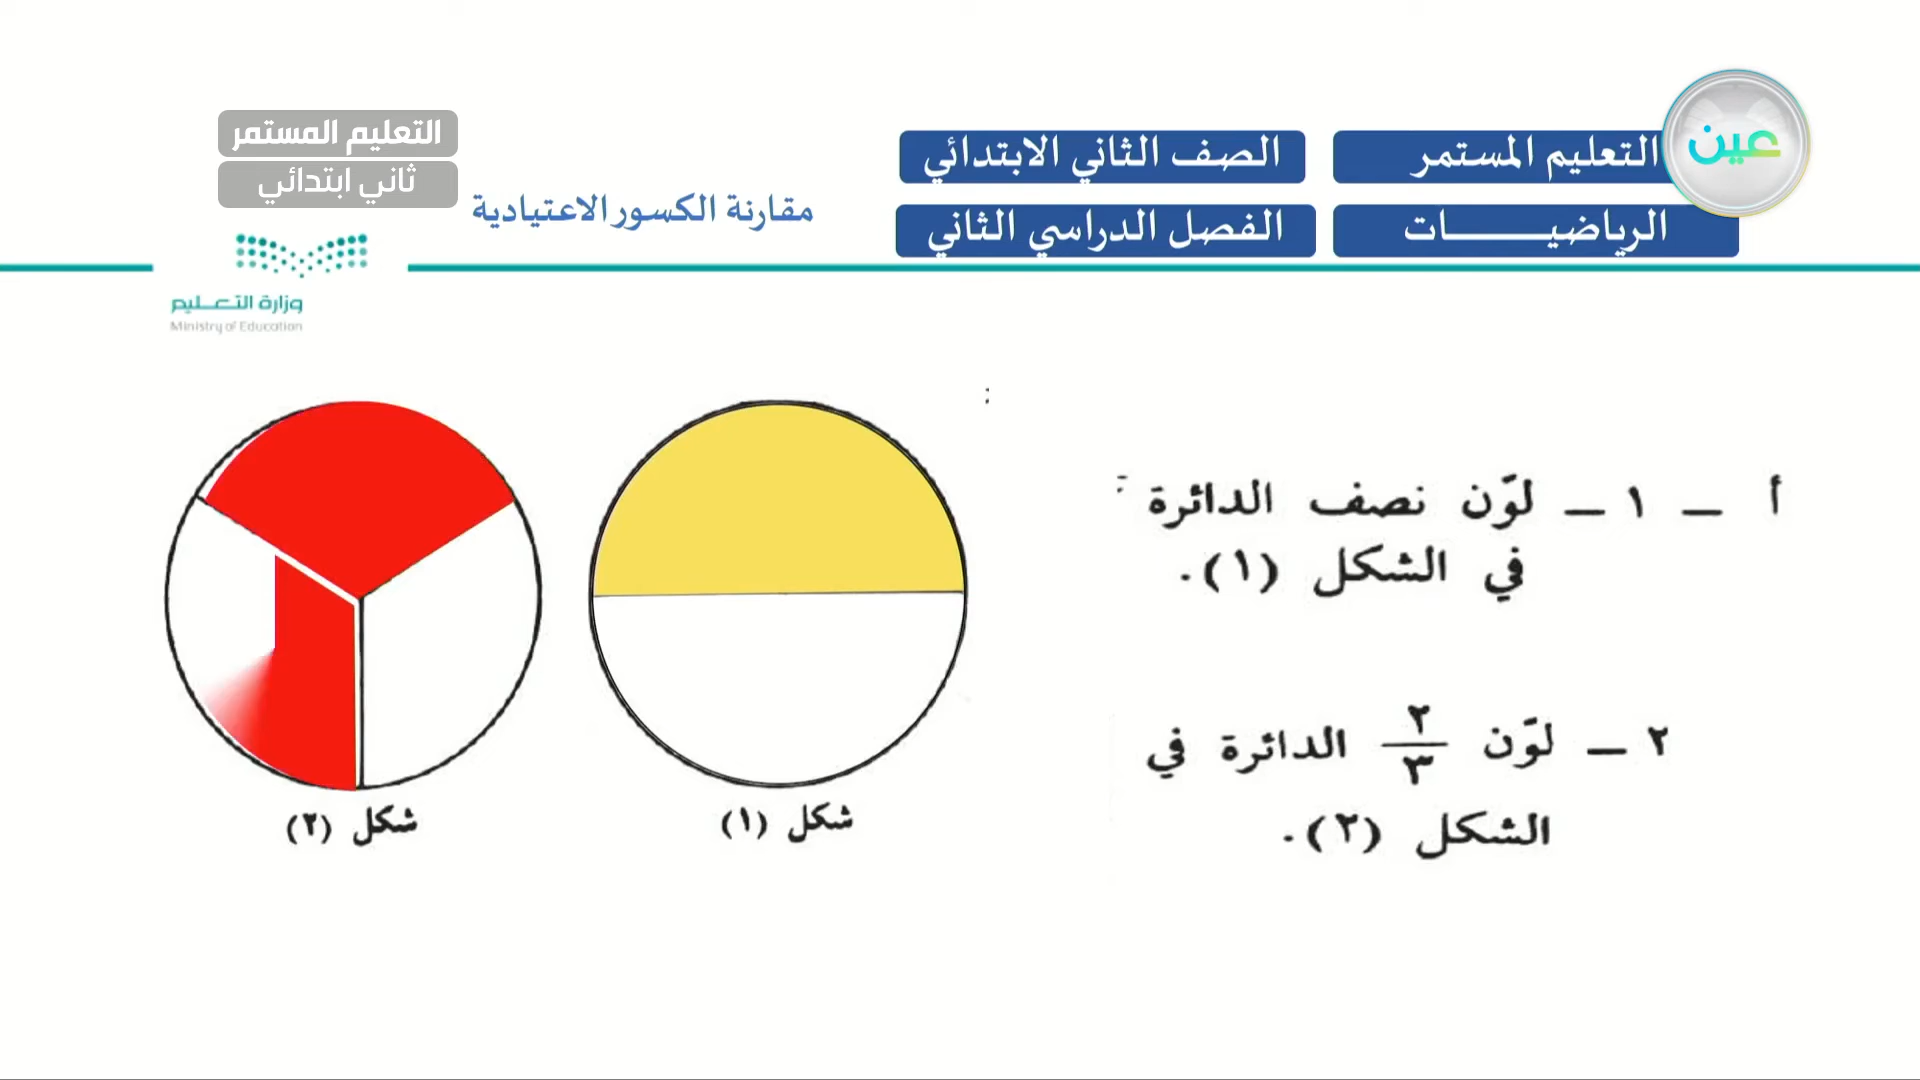 عين
التعليم المستمر
الصف الثاني الابتدائي
الرياضيـــــــات
الفصل الدراسي الثاني
مقارنة الكسور الاعتيادية
التعليم المستمر
ثاني ابتدائي
وزارة التعـــليم
Ministry of Education
أ – ١ – لوّن نصف الدائرة
في الشكل (١).
٢ – لوّن ٢/٣ الدائرة في
الشكل (٢).
شكل (١)
شكل (٢)